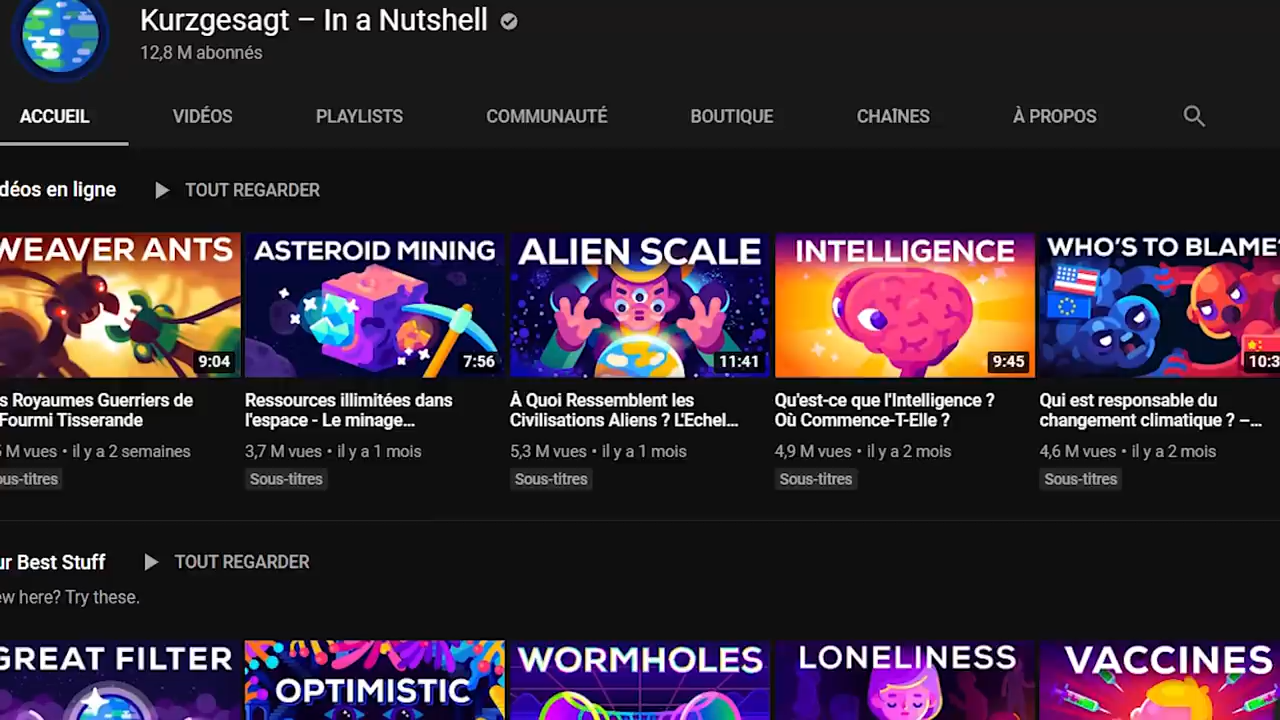 Kurzgesagt – In a Nutshell
12,8 M abonnés
ACCUEIL VIDÉOS PLAYLISTS COMMUNAUTÉ BOUTIQUE CHAÎNES À PROPOS
déos en ligne TOUT REGARDER
WEAVER ANTS ASTEROID MINING ALIEN SCALE INTELLIGENCE WHO'S TO BLAME?
9:04 7:56 11:41 9:45 10:3
s Royaumes Guerriers de Ressources illimitées dans À Quoi Ressemblent les Qu'est-ce que l'Intelligence ? Qui est responsable du
Fourmi Tisserande l'espace - Le minage... Civilisations Aliens ? L'Echel... Où Commence-T-Elle ? changement climatique ? –...
M vues • il y a 2 semaines 3,7 M vues • il y a 1 mois 5,3 M vues • il y a 1 mois 4,9 M vues • il y a 2 mois 4,6 M vues • il y a 2 mois
ous-titres Sous-titres Sous-titres Sous-titres Sous-titres
ur Best Stuff TOUT REGARDER
ew here? Try these.
GREAT FILTER OPTIMISTIC WORMHOLES LONELINESS VACCINES